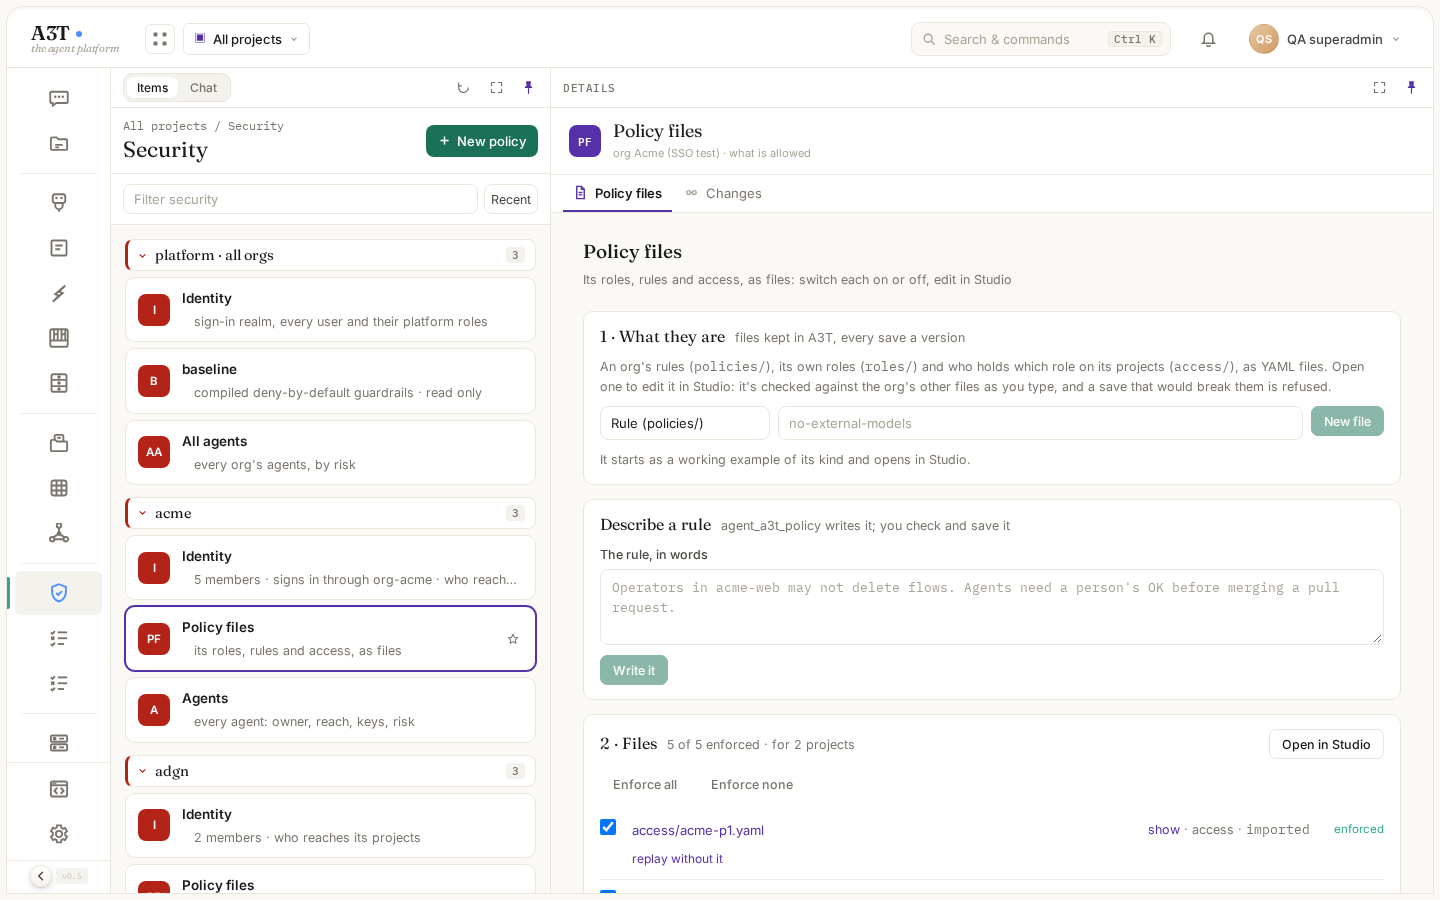 A3T
the agent platform
All projects
Search & commands
Ctrl K
QS
QA superadmin
Items
Chat
DETAILS
All projects / Security
Security
+ New policy
PF
Policy files
org Acme (SSO test) · what is allowed
Filter security
Recent
Policy files
Changes
platform · all orgs
3
I
Identity
sign-in realm, every user and their platform roles
B
baseline
compiled deny-by-default guardrails · read only
AA
All agents
every org's agents, by risk
acme
3
I
Identity
5 members · signs in through org-acme · who reach...
PF
Policy files
its roles, rules and access, as files
A
Agents
every agent: owner, reach, keys, risk
adgn
3
I
Identity
2 members · who reaches its projects
Policy files
v0.5
Policy files
Its roles, rules and access, as files: switch each on or off, edit in Studio
1 · What they are files kept in A3T, every save a version
An org's rules (policies/), its own roles (roles/) and who holds which role on its projects (access/), as YAML files. Open
one to edit it in Studio: it's checked against the org's other files as you type, and a save that would break them is refused.
Rule (policies/)
no-external-models
New file
It starts as a working example of its kind and opens in Studio.
Describe a rule agent_a3t_policy writes it; you check and save it
The rule, in words
Operators in acme-web may not delete flows. Agents need a person's OK before merging a pull
request.
Write it
2 · Files 5 of 5 enforced · for 2 projects
Open in Studio
Enforce all
Enforce none
access/acme-p1.yaml
show · access · imported
enforced
replay without it